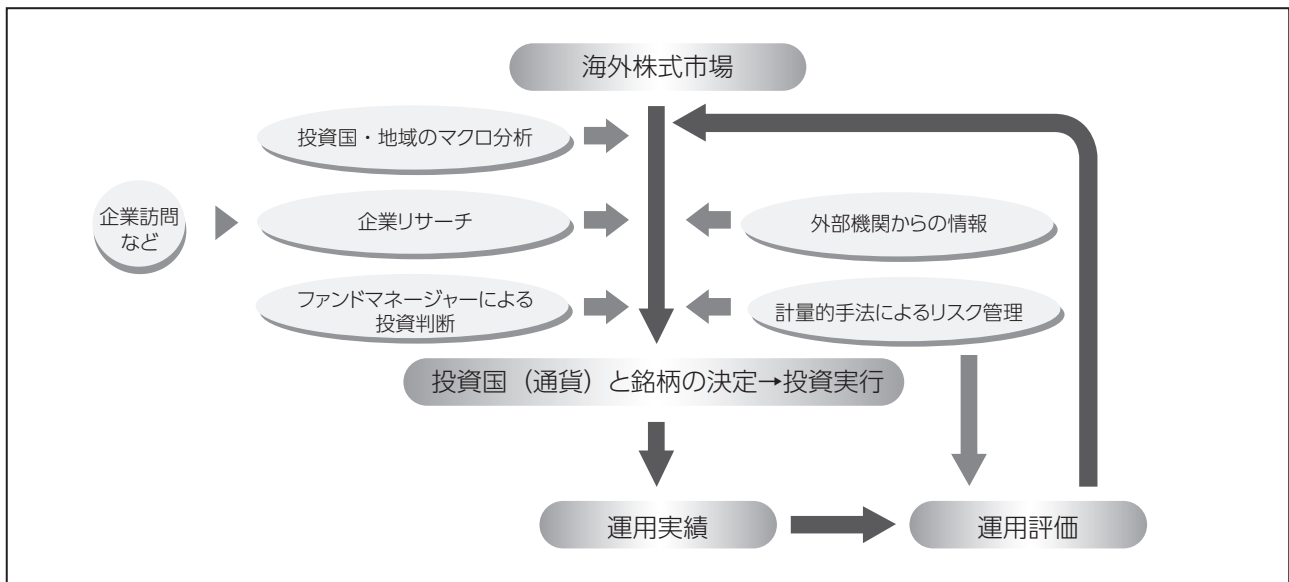 海外株式市場
投資国・地域のマクロ分析
企業訪問
など
企業リサーチ
外部機関からの情報
ファンドマネージャーによる
投資判断
計量的手法によるリスク管理
投資国（通貨）と銘柄の決定→投資実行
運用実績
運用評価